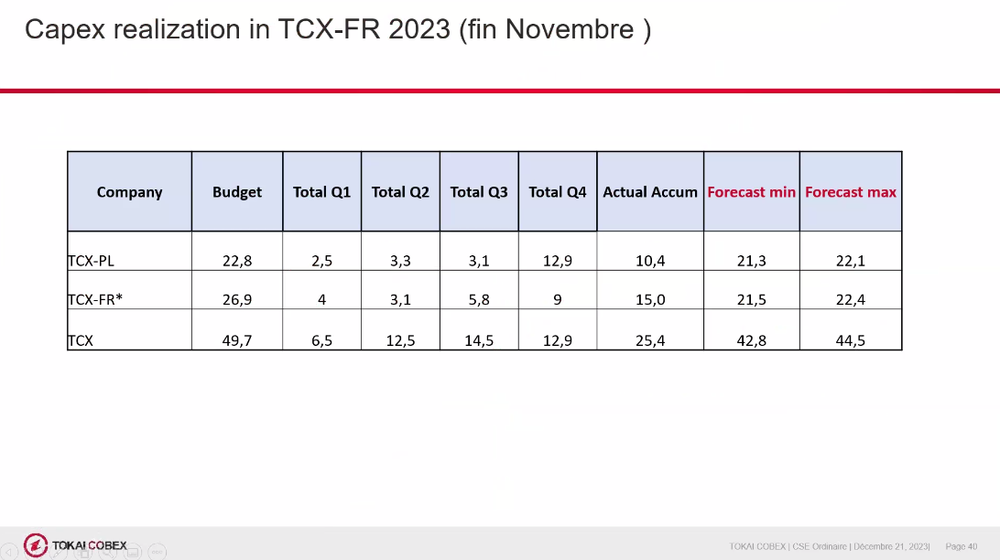 Capex realization in TCX-FR 2023 (fin Novembre )
Company Budget Total Q1 Total Q2 Total Q3 Total Q4 Actual Accum Forecast min Forecast max
TCX-PL 22,8 2,5 3,3 3,1 12,9 10,4 21,3 22,1
TCX-FR* 26,9 4 3,1 5,8 9 15,0 21,5 22,4
TCX 49,7 6,5 12,5 14,5 12,9 25,4 42,8 44,5
TOKAI COBEX
TOKAI COBEX | CSE Ordinaire | Décembre 21, 2023| Page 40